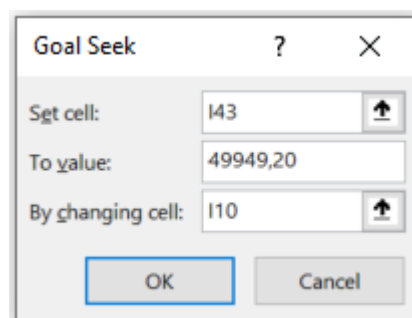 Goal Seek ? ×
Set cell: I43
To value: 49949,20
By changing cell: I10
OK Cancel